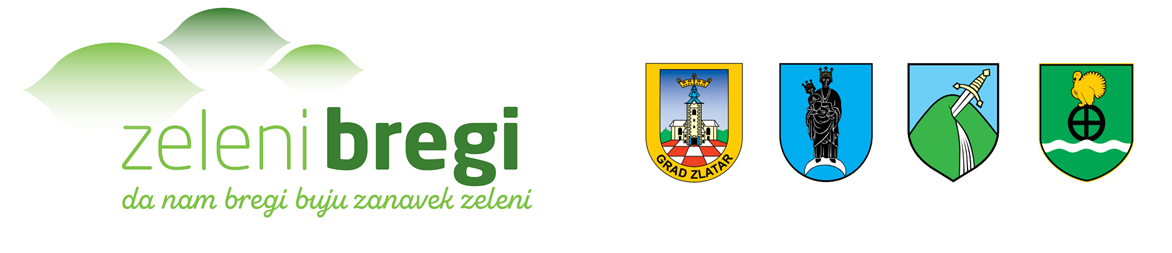 zeleni bregi
da nam bregi buju zanavek zeleni
GRAD ZLATAR